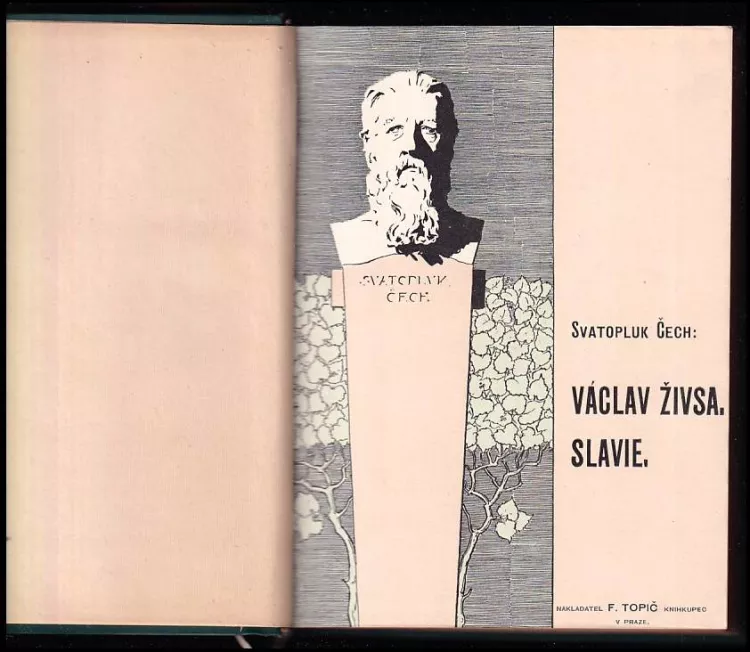 SVATOPLUK
ČECH
SVATOPLUK ČECH:
VÁCLAV ŽIVSA.
SLAVIE.
NAKLADATEL F. TOPIČ KNIHKUPEC
V PRAZE.